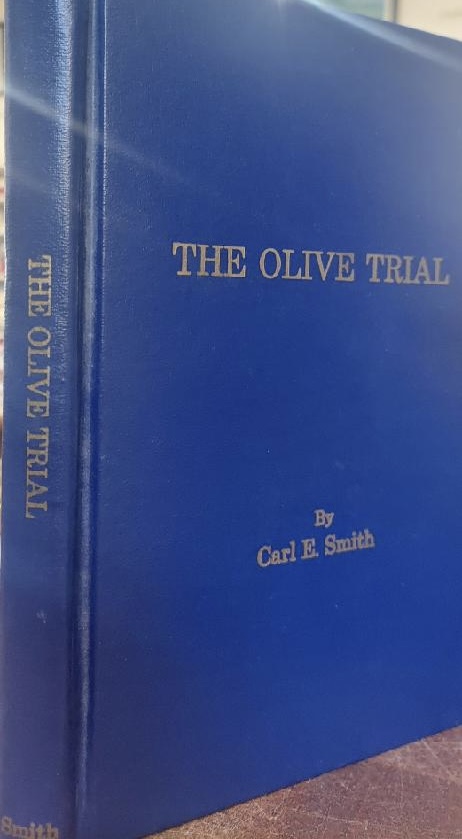 THE OLIVE TRIAL
By
Carl E. Smith
THE OLIVE TRIAL
Smith